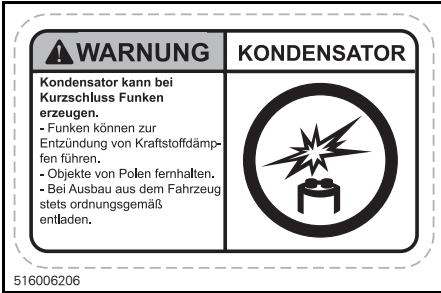 WARNUNG
KONDENSATOR
Kondensator kann bei
Kurzschluss Funken
erzeugen.
- Funken können zur
Entzündung von Kraftstoffdämp-
fen führen.
- Objekte von Polen fernhalten.
- Bei Ausbau aus dem Fahrzeug
stets ordnungsgemäß
entladen.
516006206